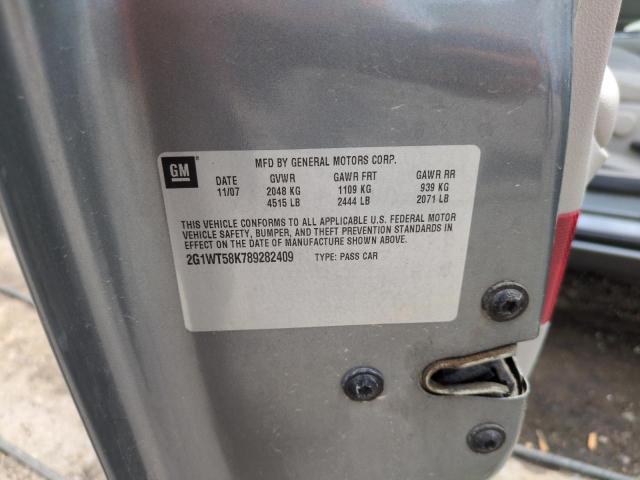 GM
MFD BY GENERAL MOTORS CORP.
DATE GVWR GAWR FRT GAWR RR
11/07 2048 KG 1109 KG 939 KG
4515 LB 2444 LB 2071 LB
THIS VEHICLE CONFORMS TO ALL APPLICABLE U.S. FEDERAL MOTOR
VEHICLE SAFETY, BUMPER, AND THEFT PREVENTION STANDARDS IN
EFFECT ON THE DATE OF MANUFACTURE SHOWN ABOVE.
2G1WT58K789282409 TYPE: PASS CAR